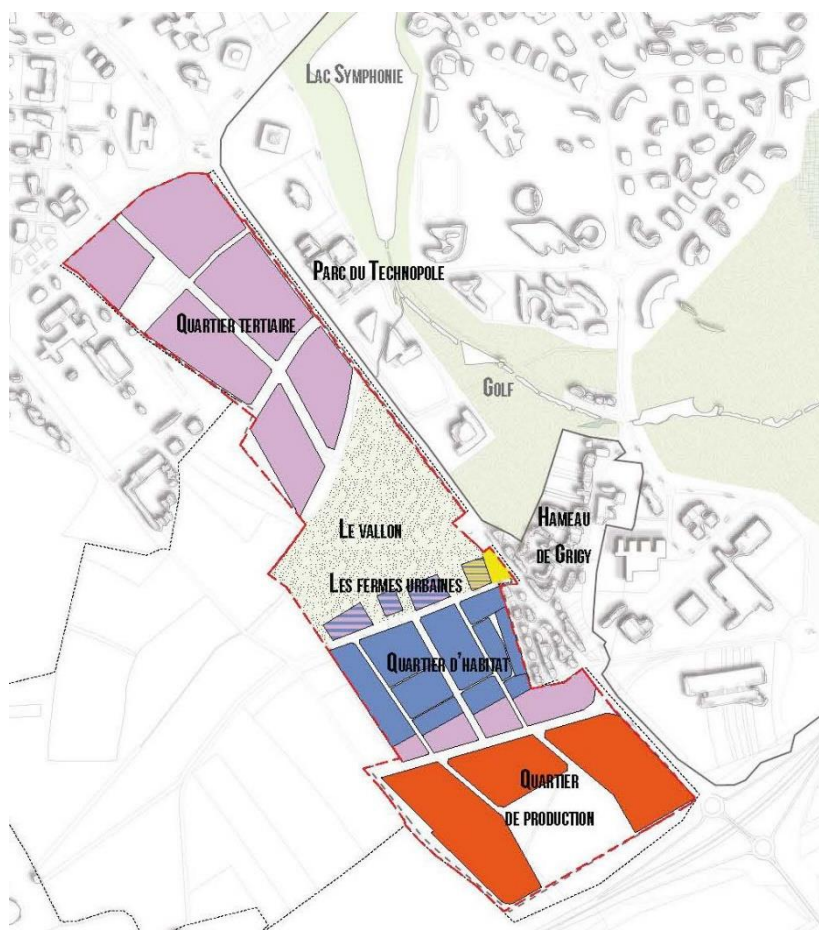 Lac Symphonie
Parc du Technopole
Quartier tertiaire
Golf
Le vallon
Hameau
de Grigy
Les fermes urbaines
Quartier d'habitat
Quartier
de production